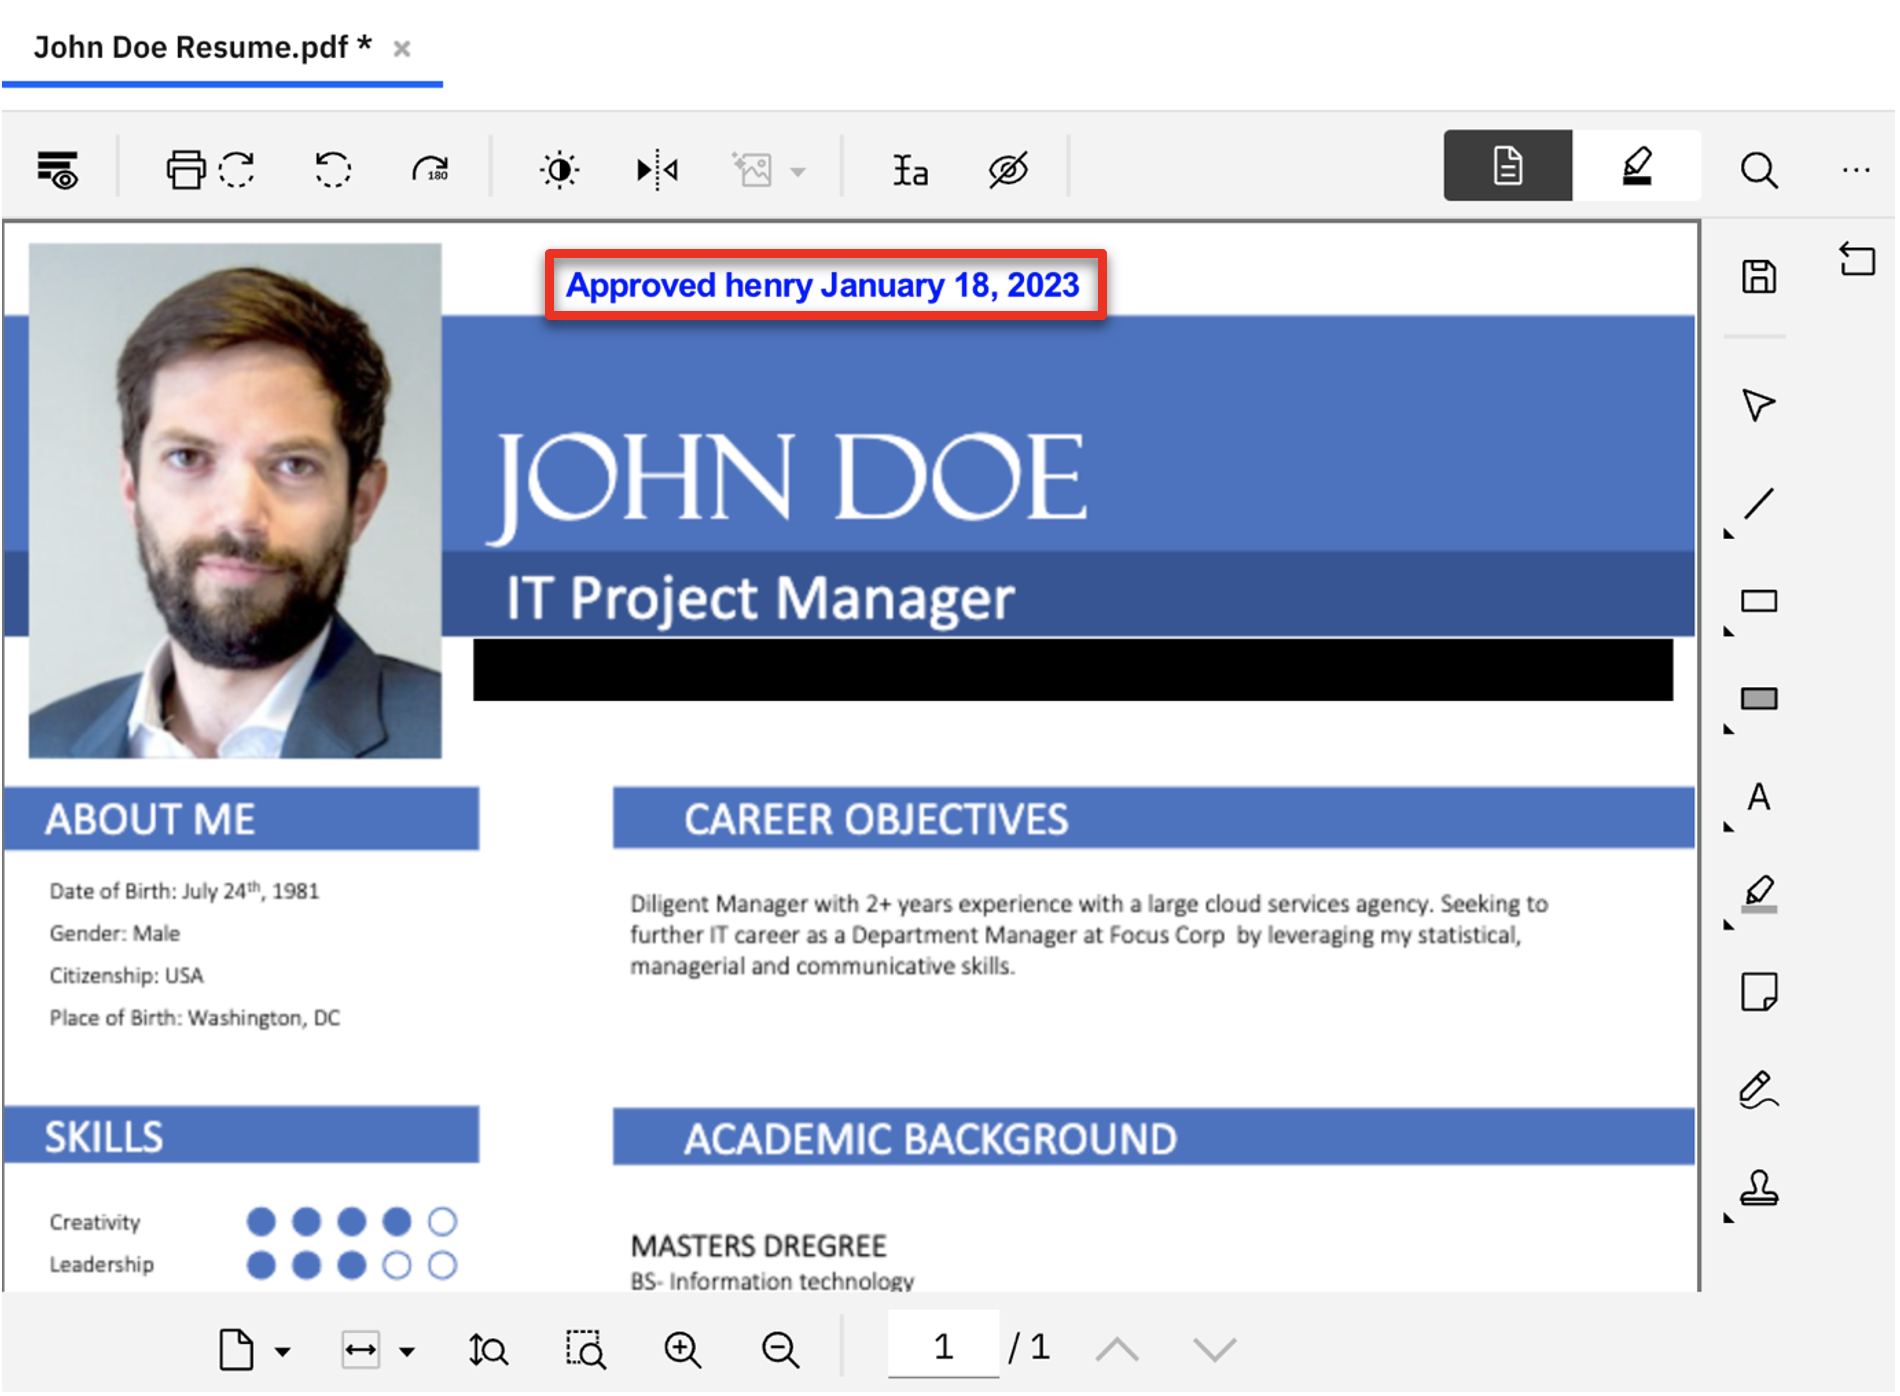 John Doe Resume.pdf *
180
a
Approved henry January 18, 2023
JOHN DOE
IT Project Manager
ABOUT ME
Date of Birth: July 24th, 1981
Gender: Male
Citizenship: USA
Place of Birth: Washington, DC
SKILLS
Creativity
Leadership
CAREER OBJECTIVES
Diligent Manager with 2+ years experience with a large cloud services agency. Seeking to
further IT career as a Department Manager at Focus Corp by leveraging my statistical,
managerial and communicative skills.
ACADEMIC BACKGROUND
MASTERS DREGREE
BS- Information technology
A
1 / 1